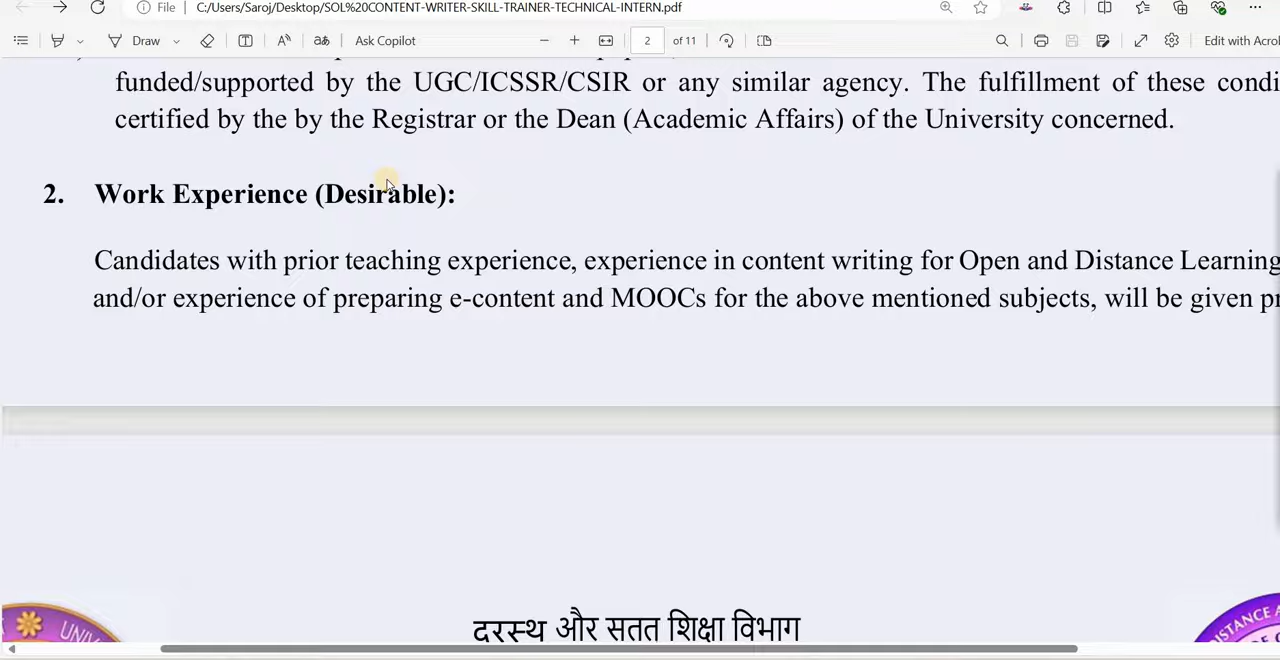 File
C:/Users/Saroj/Desktop/SOL%20CONTENT-WRITER-SKILL-TRAINER-TECHNICAL-INTERN.pdf
Draw
Ask Copilot
2 of 11
Edit with Acrol
funded/supported by the UGC/ICSSR/CSIR or any similar agency. The fulfillment of these condi
certified by the by the Registrar or the Dean (Academic Affairs) of the University concerned.
2. Work Experience (Desirable):
Candidates with prior teaching experience, experience in content writing for Open and Distance Learning
and/or experience of preparing e-content and MOOCs for the above mentioned subjects, will be given pr
दूरस्थ और सतत शिक्षा विभाग
UNIV
STANCE A